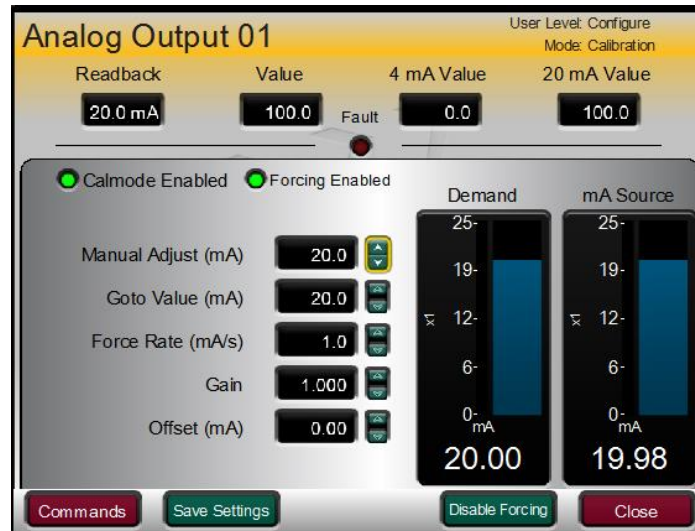 Analog Output 01
User Level: Configure
Mode: Calibration
Readback Value 4 mA Value 20 mA Value
20.0 mA 100.0 Fault 0.0 100.0
Calmode Enabled Forcing Enabled
Demand mA Source
Manual Adjust (mA) 20.0
Goto Value (mA) 20.0
Force Rate (mA/s) 1.0
Gain 1.000
Offset (mA) 0.00
25-
19-
12-
6-
0-
x1
mA
20.00
25-
19-
12-
6-
0-
x1
mA
19.98
Commands Save Settings Disable Forcing Close